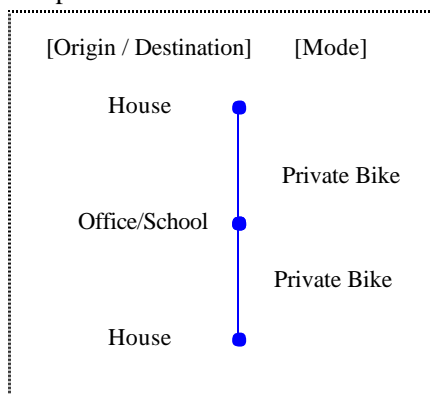 [Origin / Destination] [Mode]
House
Private Bike
Office/School
Private Bike
House